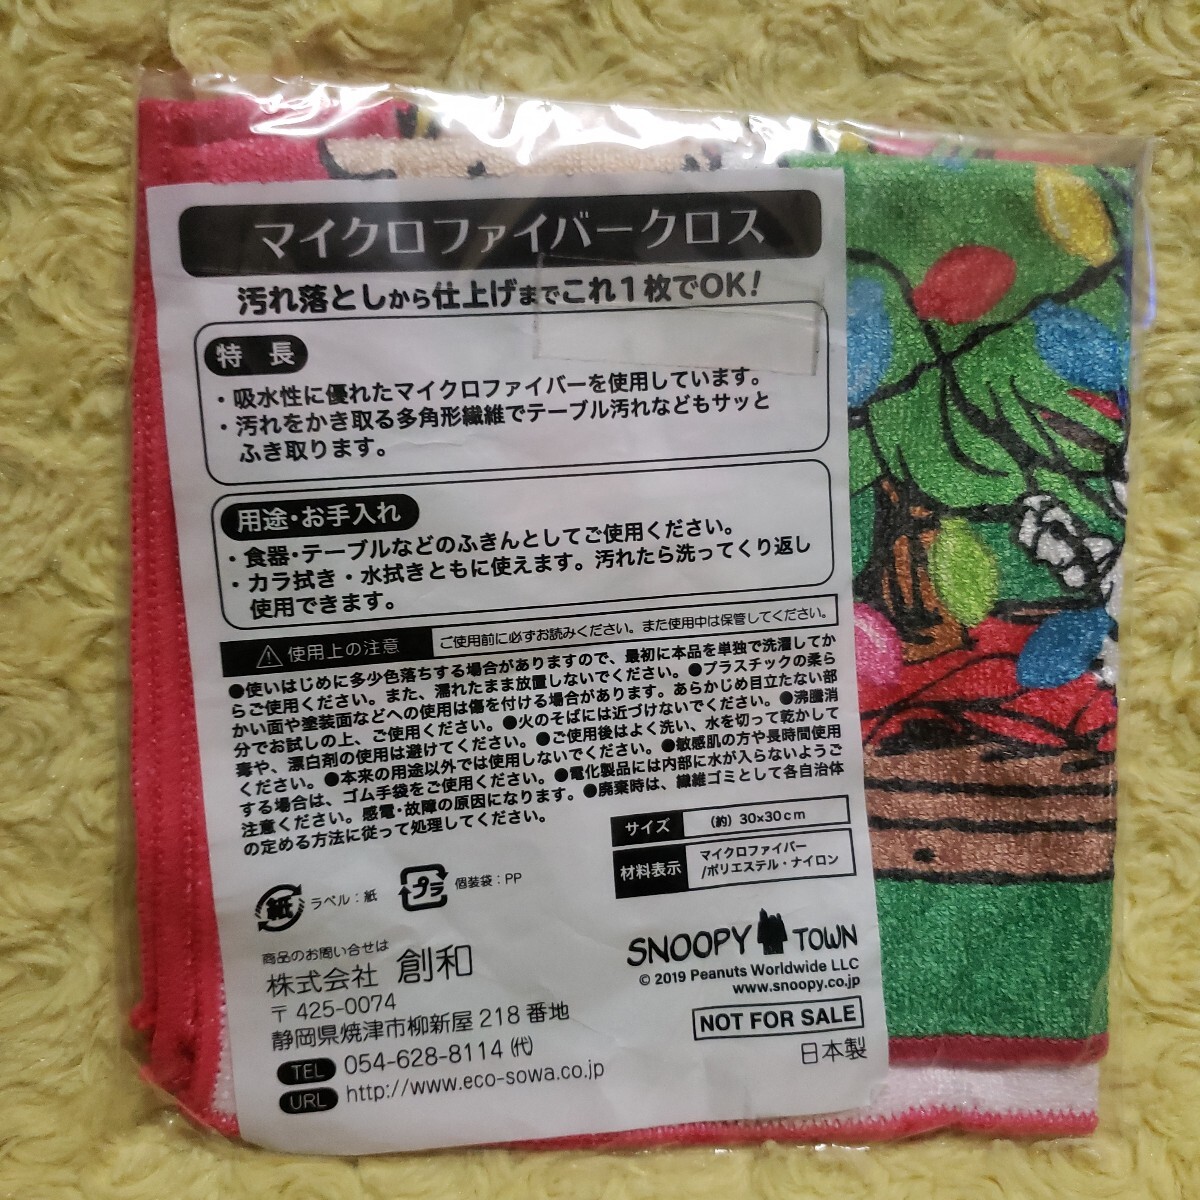 マイクロファイバークロス
汚れ落としから仕上げまでこれ1枚でOK!
特 長
・吸水性に優れたマイクロファイバーを使用しています。
・汚れをかき取る多角形繊維でテーブル汚れなどもサッと
ふき取ります。
用途・お手入れ
・食器・テーブルなどのふきんとしてご使用ください。
・カラ拭き・水拭きともに使えます。汚れたら洗ってくり返し
使用できます。
⚠ 使用上の注意
ご使用前に必ずお読みください。また使用中は保管してください。
●使いはじめに多少色落ちする場合がありますので、最初に本品を単独で洗濯してか
らご使用ください。また、濡れたまま放置しないでください。●プラスチックの柔ら
かい面や塗装面などへの使用は傷を付ける場合があります。あらかじめ目立たない部
分でお試しの上、ご使用ください。●火のそばには近づけないでください。●沸騰消
毒や、漂白剤の使用は避けてください。●ご使用後はよく洗い、水を切って乾かして
ください。●本来の用途以外では使用しないでください。●敏感肌の方や長時間使用
する場合は、ゴム手袋をご使用ください。●電化製品には内部に水が入らないようご
注意ください。感電・故障の原因になります。●廃棄時は、繊維ゴミとして各自治体
の定める方法に従って処理してください。
サイズ
(約) 30×30cm
材料表示
マイクロファイバー
/ポリエステル・ナイロン
紙
ラベル：紙
プラ
個装袋：PP
商品のお問い合せは
株式会社 創和
〒425-0074
静岡県焼津市柳新屋218番地
TEL 054-628-8114 (代)
URL http://www.eco-sowa.co.jp
SNOOPY TOWN
© 2019 Peanuts Worldwide LLC
www.snoopy.co.jp
NOT FOR SALE
日本製